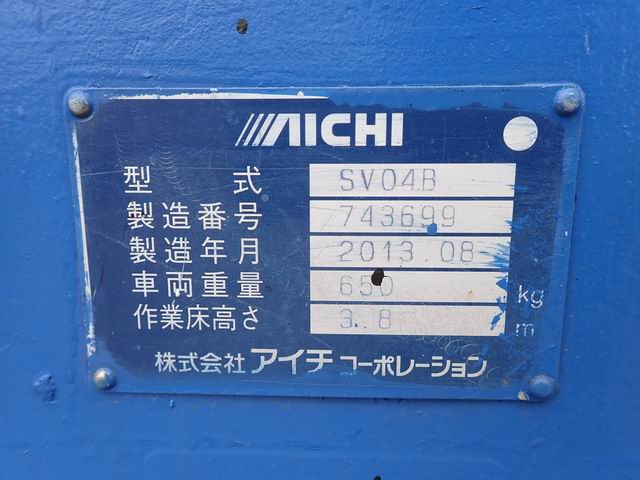 AICHI
型式 SV04B
製造番号 743699
製造年月 2013.08
車両重量 650 kg
作業床高さ 3.8 m
株式会社アイチコーポレーション